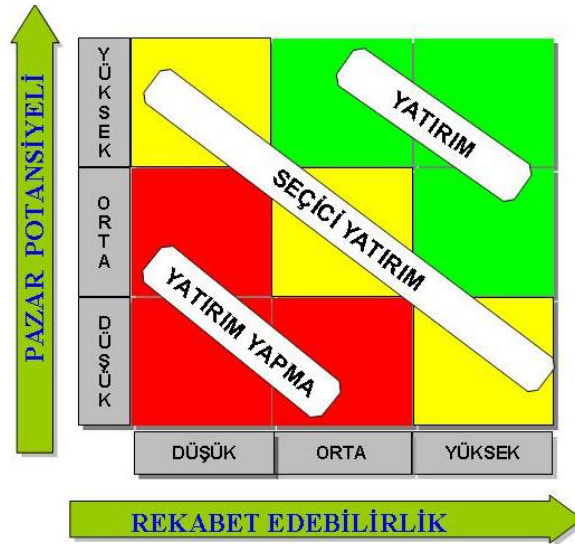 PAZAR POTANSİYELİ
YÜKSEK
ORTA
DÜŞÜK
YATIRIM
SEÇİCİ YATIRIM
YATIRIM YAPMA
DÜŞÜK
ORTA
YÜKSEK
REKABET EDEBİLİRLİK